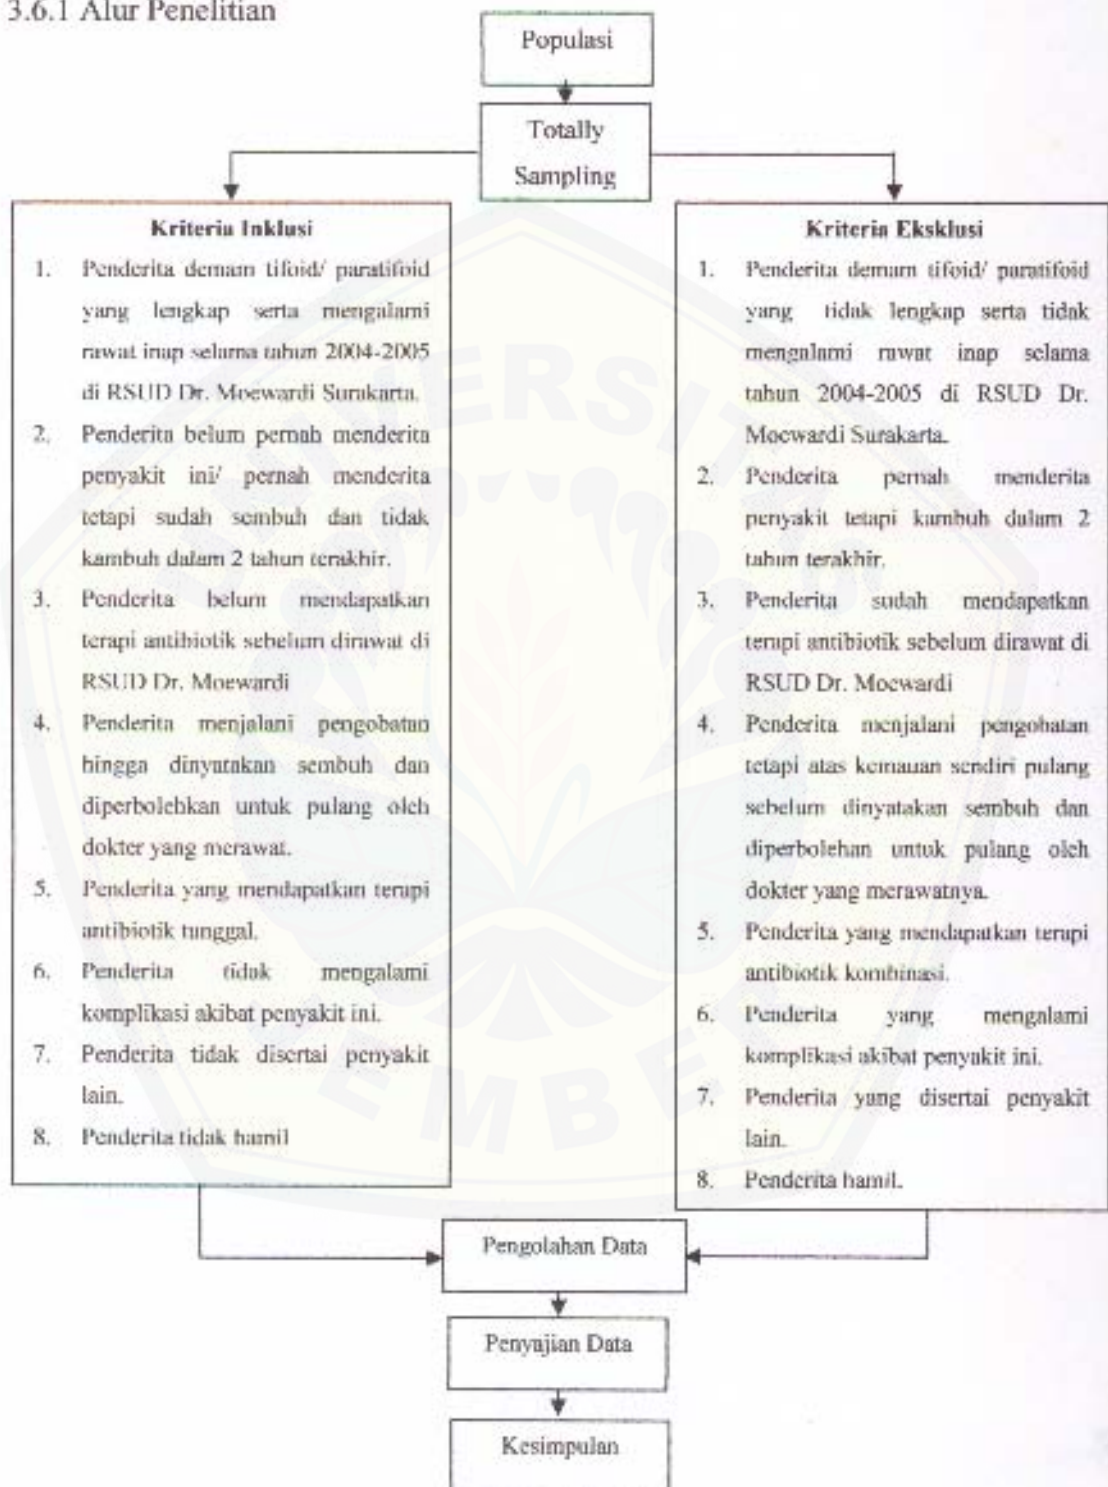 3.6.1 Alur Penelitian
Populasi
Totally
Sampling
Kriteria Inklusi
1. Penderita demam tifoid/ paratifoid
yang lengkap serta mengalami
rawat inap selama tahun 2004-2005
di RSUD Dr. Moewardi Surakarta.
2. Penderita belum pernah menderita
penyakit ini/ pernah menderita
tetapi sudah sembuh dan tidak
kambuh dalam 2 tahun terakhir.
3. Penderita belum mendapatkan
terapi antibiotik sebelum dirawat di
RSUD Dr. Moewardi
4. Penderita menjalani pengobatan
hingga dinyatakan sembuh dan
diperbolehkan untuk pulang oleh
dokter yang merawat.
5. Penderita yang mendapatkan terapi
antibiotik tunggal.
6. Penderita tidak mengalami
komplikasi akibat penyakit ini.
7. Penderita tidak disertai penyakit
lain.
8. Penderita tidak hamil
Kriteria Eksklusi
1. Penderita demam tifoid/ paratifoid
yang tidak lengkap serta tidak
mengalami rawat inap selama
tahun 2004-2005 di RSUD Dr.
Moewardi Surakarta.
2. Penderita pernah menderita
penyakit tetapi kambuh dalam 2
tahun terakhir.
3. Penderita sudah mendapatkan
terapi antibiotik sebelum dirawat di
RSUD Dr. Moewardi
4. Penderita menjalani pengobatan
tetapi atas kemauan sendiri pulang
sebelum dinyatakan sembuh dan
diperbolehan untuk pulang oleh
dokter yang merawatnya.
5. Penderita yang mendapatkan terapi
antibiotik kombinasi.
6. Penderita yang mengalami
komplikasi akibat penyakit ini.
7. Penderita yang disertai penyakit
lain.
8. Penderita hamil.
Pengolahan Data
Penyajian Data
Kesimpulan
UNIVERSITAS
JEMBER